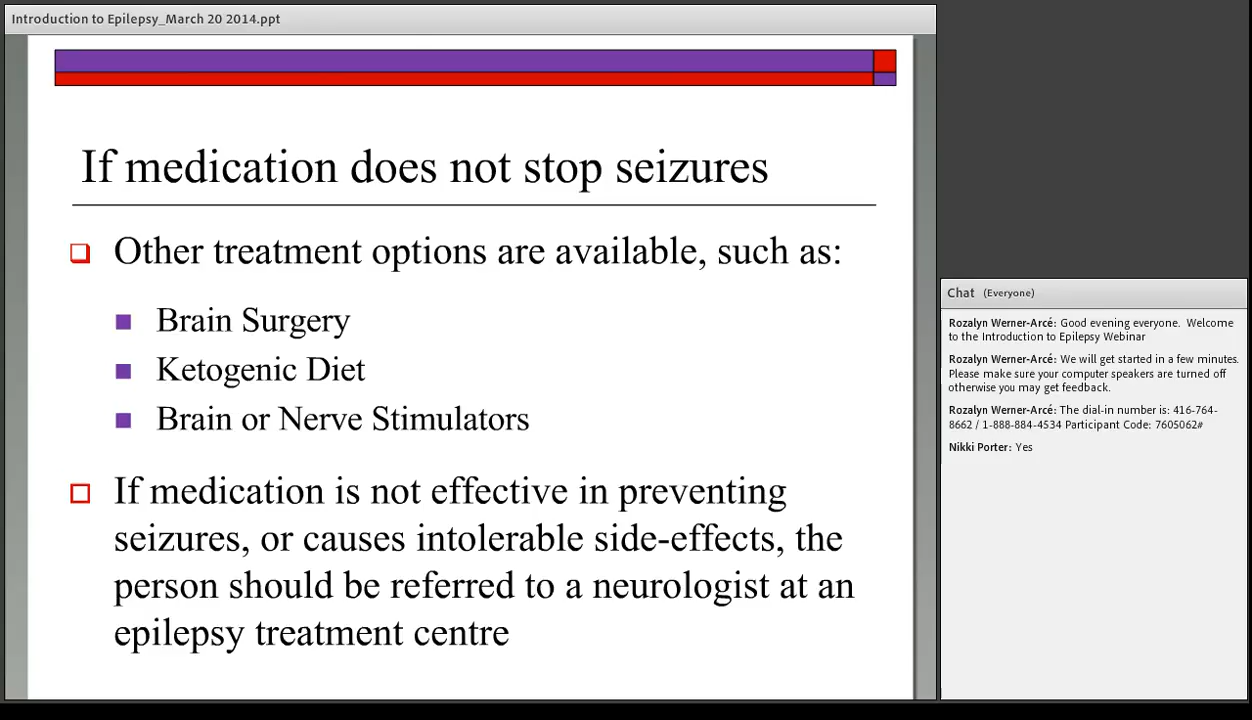 Introduction to Epilepsy_March 20 2014.ppt
If medication does not stop seizures
Other treatment options are available, such as:
Brain Surgery
Ketogenic Diet
Brain or Nerve Stimulators
If medication is not effective in preventing
seizures, or causes intolerable side-effects, the
person should be referred to a neurologist at an
epilepsy treatment centre
Chat (Everyone)
Rozalyn Werner-Arcé: Good evening everyone. Welcome
to the Introduction to Epilepsy Webinar
Rozalyn Werner-Arcé: We will get started in a few minutes.
Please make sure your computer speakers are turned off
otherwise you may get feedback.
Rozalyn Werner-Arcé: The dial-in number is: 416-764-
8662 / 1-888-884-4534 Participant Code: 7605062#
Nikki Porter: Yes